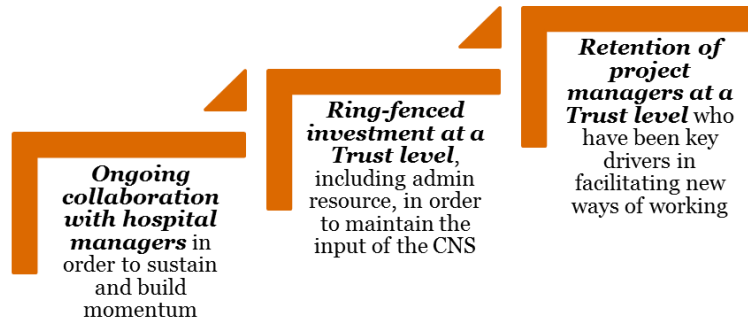 Ongoing
collaboration
with hospital
managers in
order to sustain
and build
momentum
Ring-fenced
investment at a
Trust level,
including admin
resource, in order
to maintain the
input of the CNS
Retention of
project
managers at a
Trust level who
have been key
drivers in
facilitating new
ways of working